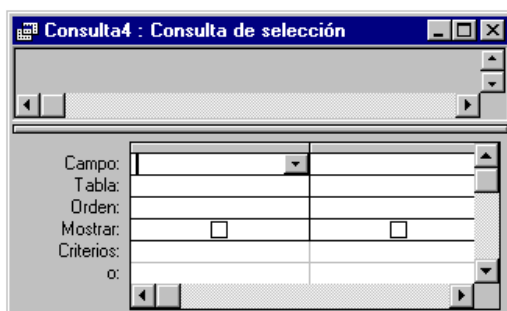 Consulta4 : Consulta de selección
Campo:
Tabla:
Orden:
Mostrar:
Criterios:
o: